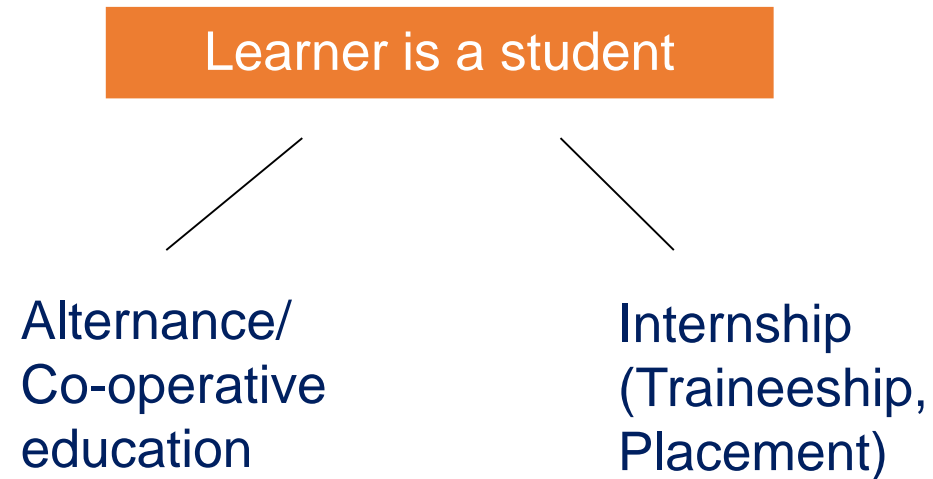 Learner is a student
Alternance/
Co-operative
education
Internship
(Traineeship,
Placement)